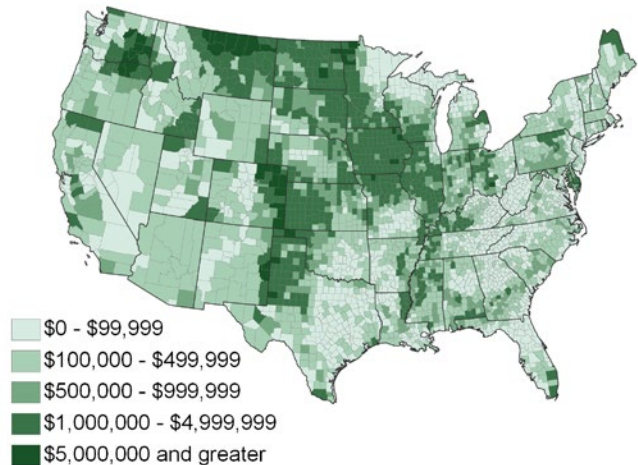 $0 - $99,999
$100,000 - $499,999
$500,000 - $999,999
$1,000,000 - $4,999,999
$5,000,000 and greater